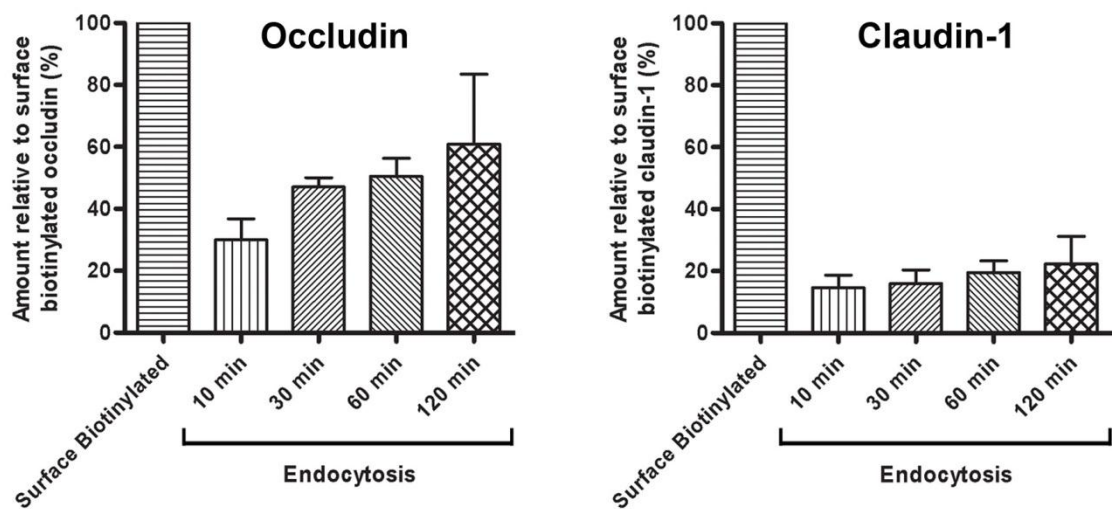 Occludin
Amount relative to surface
biotinylated occludin (%)
100
80
60
40
20
0
Surface Biotinylated
10 min
30 min
60 min
120 min
Endocytosis
Claudin-1
Amount relative to surface
biotinylated claudin-1 (%)
100
80
60
40
20
0
Surface Biotinylated
10 min
30 min
60 min
120 min
Endocytosis